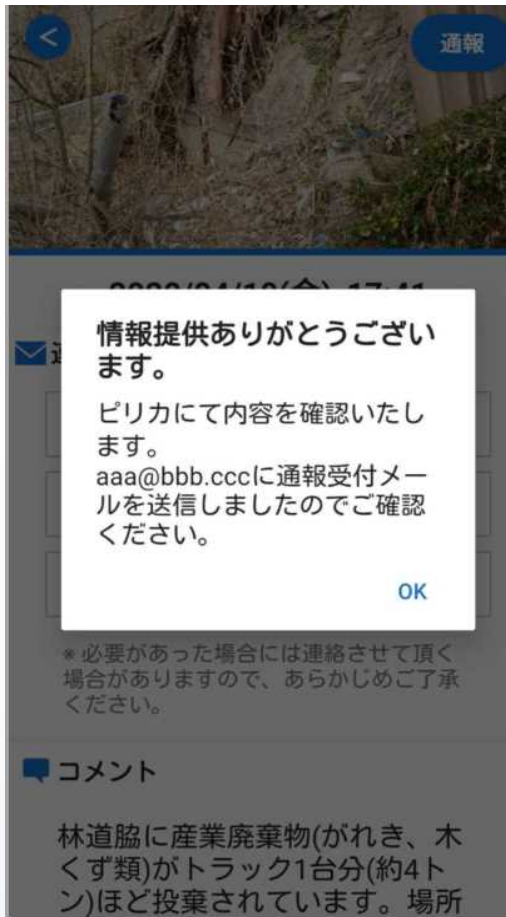 通報
情報提供ありがとうござい
ます。
ピリカにて内容を確認いたし
ます。
aaa@bbb.cccに通報受付メー
ルを送信しましたのでご確認
ください。
OK
* 必要があった場合には連絡させて頂く
場合がありますので、あらかじめご了承
ください。
コメント
林道脇に産業廃棄物(がれき、木
くず類)がトラック1台分(約4ト
ン)ほど投棄されています。場所